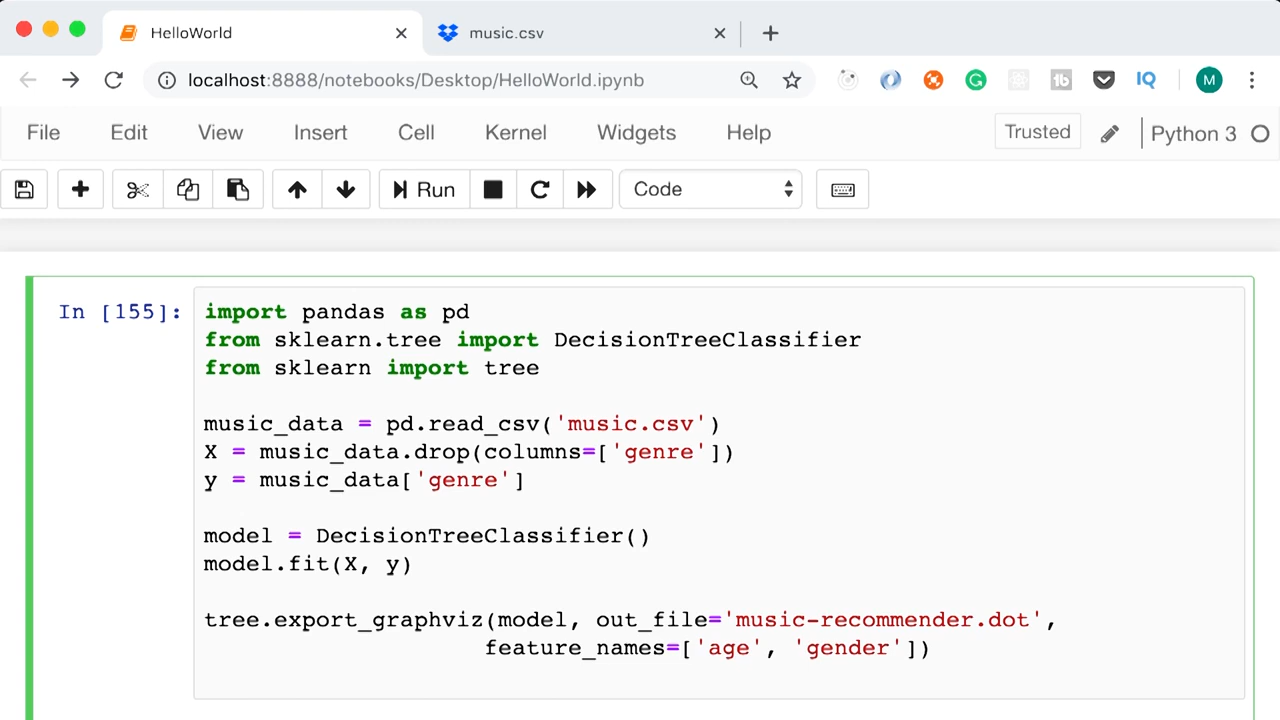 HelloWorld
music.csv
localhost:8888/notebooks/Desktop/HelloWorld.ipynb
IQ
M
File Edit View Insert Cell Kernel Widgets Help Trusted Python 3
Run Code
In [155]:
import pandas as pd
from sklearn.tree import DecisionTreeClassifier
from sklearn import tree
music_data = pd.read_csv('music.csv')
X = music_data.drop(columns=['genre'])
y = music_data['genre']
model = DecisionTreeClassifier()
model.fit(X, y)
tree.export_graphviz(model, out_file='music-recommender.dot',
feature_names=['age', 'gender'])